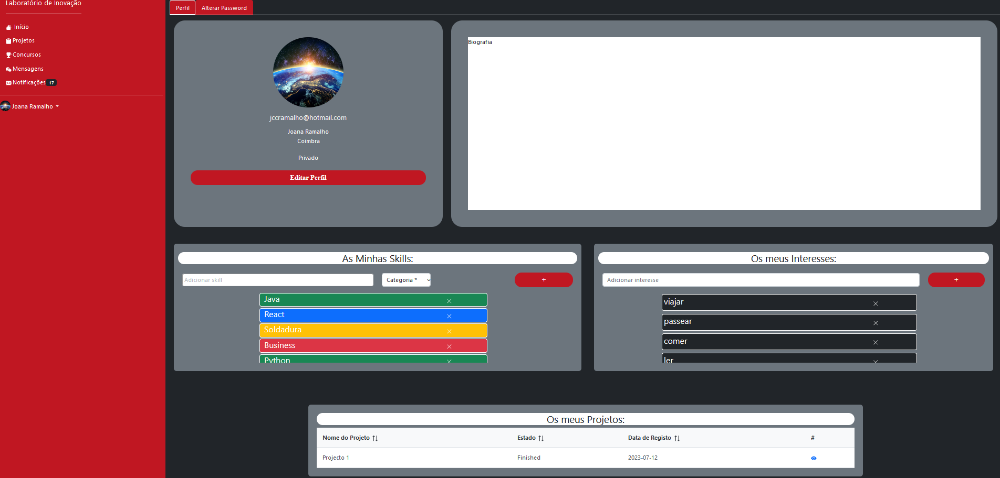 Laboratório de Inovação
Início
Projetos
Concursos
Mensagens
Notificações 17
Joana Ramalho
Perfil
Alterar Password
jccramalho@hotmail.com
Joana Ramalho
Coimbra
Privado
Editar Perfil
Biografia
As Minhas Skills:
Adicionar skill
Categoria *
+
Java
React
Soldadura
Business
Python
Os meus Interesses:
Adicionar interesse
+
viajar
passear
comer
ler
Os meus Projetos:
Nome do Projeto Estado Data de Registo #
Projecto 1 Finished 2023-07-12